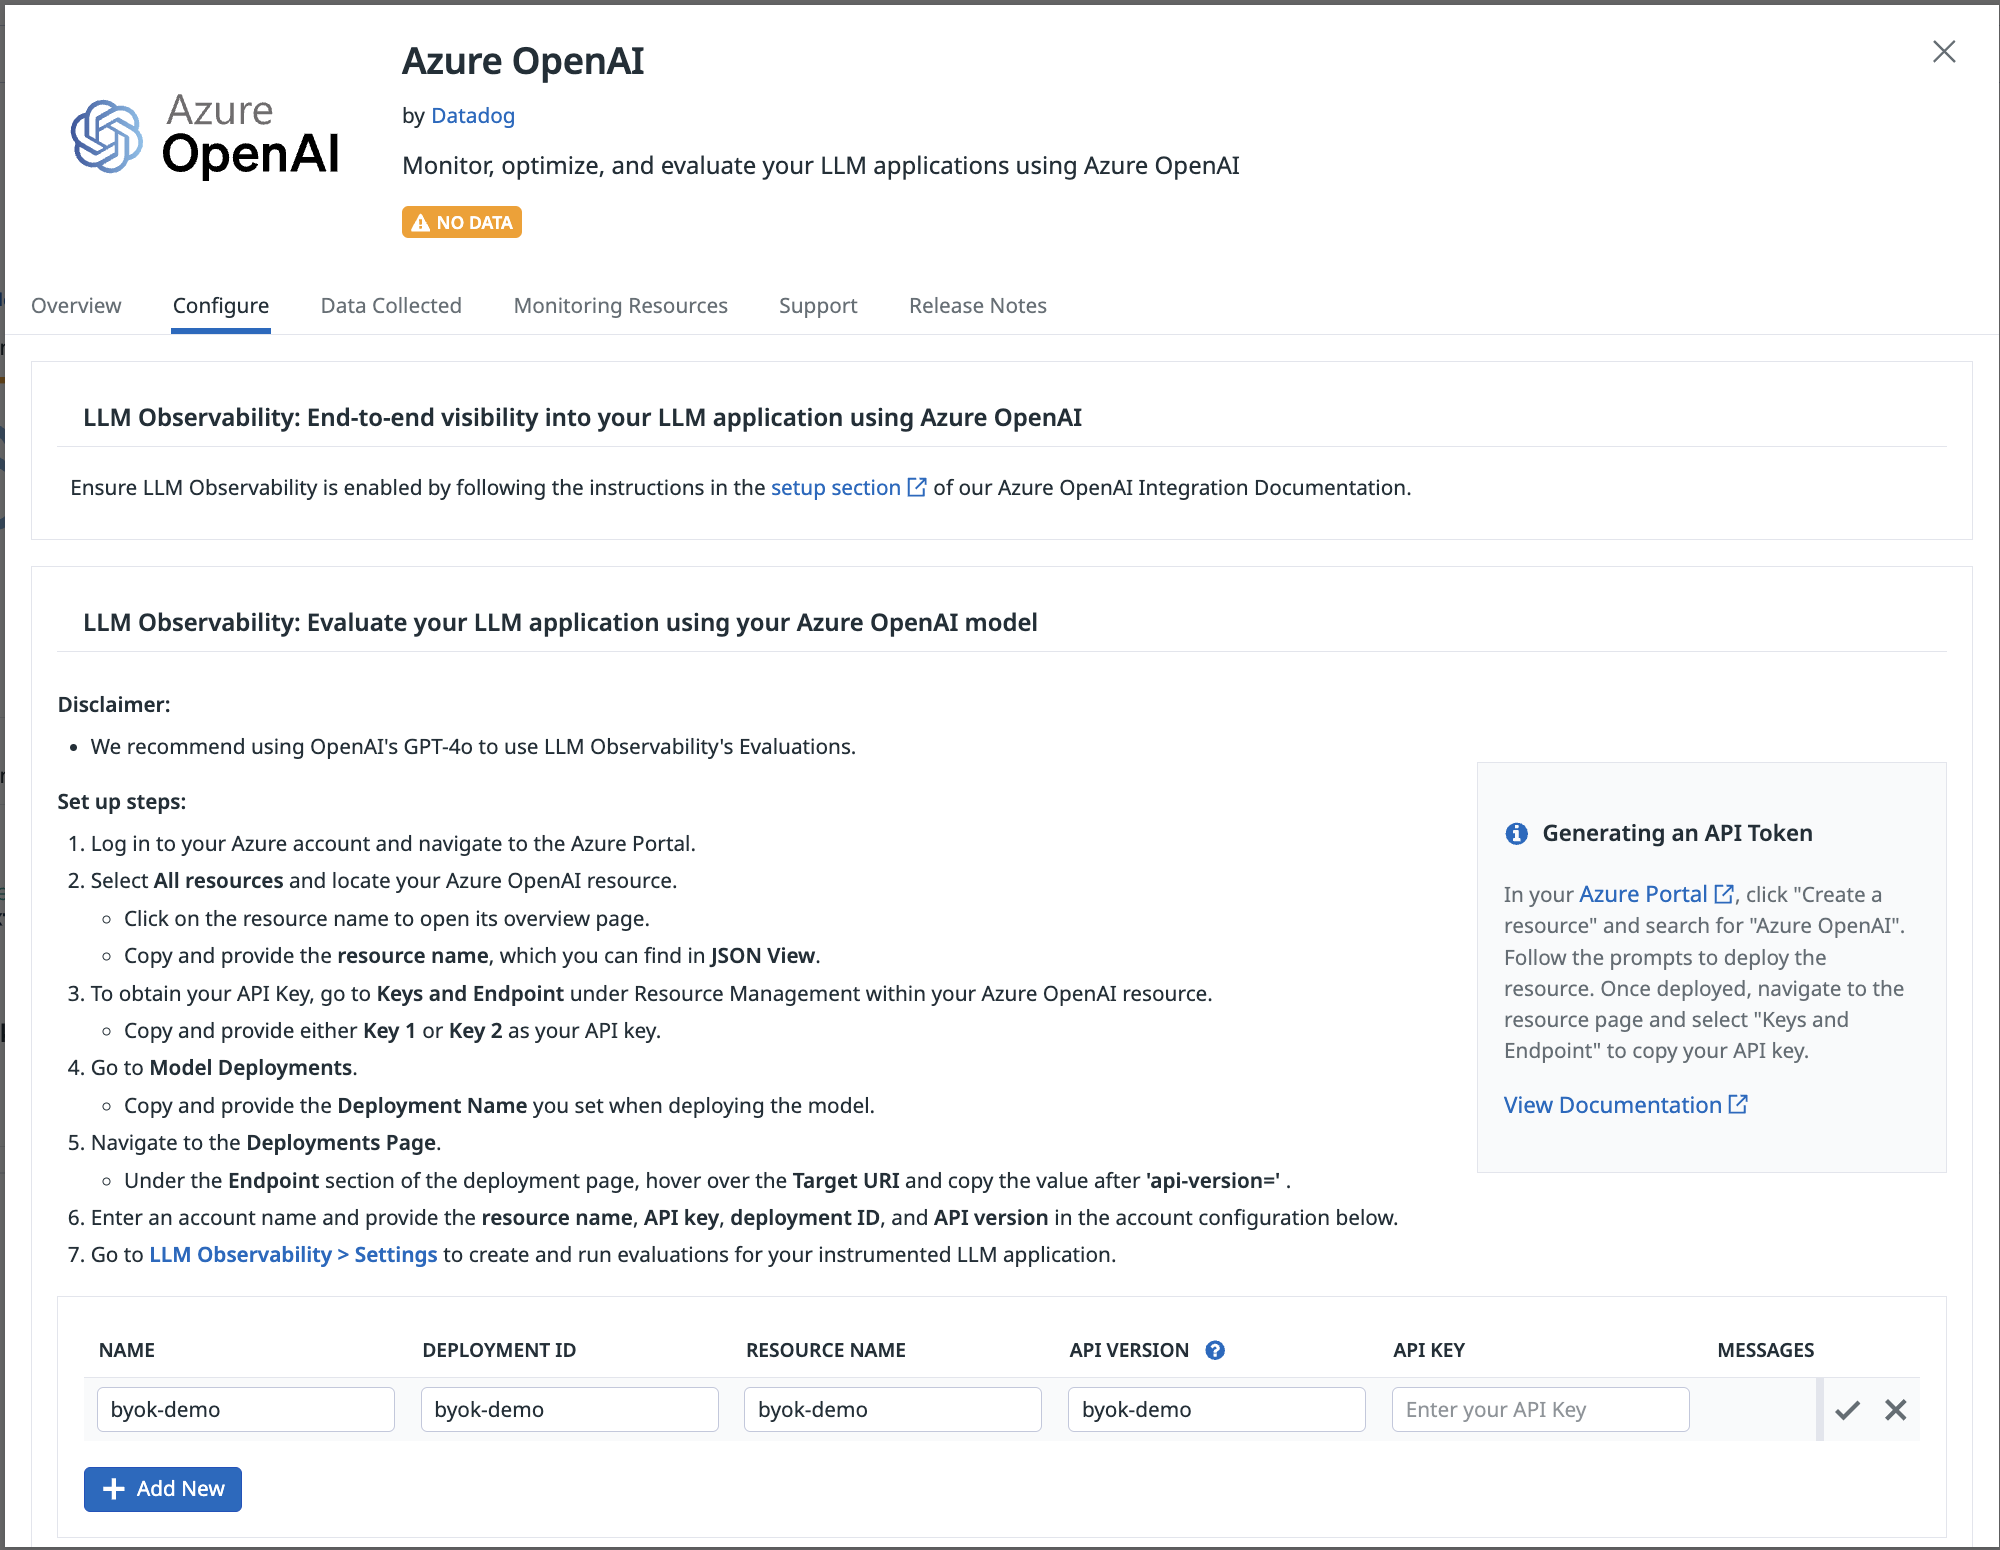 Azure OpenAI
Azure
OpenAI
by Datadog
Monitor, optimize, and evaluate your LLM applications using Azure OpenAI
NO DATA
Overview Configure Data Collected Monitoring Resources Support Release Notes
LLM Observability: End-to-end visibility into your LLM application using Azure OpenAI
Ensure LLM Observability is enabled by following the instructions in the setup section of our Azure OpenAI Integration Documentation.
LLM Observability: Evaluate your LLM application using your Azure OpenAI model
Disclaimer:
• We recommend using OpenAI's GPT-4o to use LLM Observability's Evaluations.
Set up steps:
1. Log in to your Azure account and navigate to the Azure Portal.
2. Select All resources and locate your Azure OpenAI resource.
◦ Click on the resource name to open its overview page.
◦ Copy and provide the resource name, which you can find in JSON View.
3. To obtain your API Key, go to Keys and Endpoint under Resource Management within your Azure OpenAI resource.
◦ Copy and provide either Key 1 or Key 2 as your API key.
4. Go to Model Deployments.
◦ Copy and provide the Deployment Name you set when deploying the model.
5. Navigate to the Deployments Page.
◦ Under the Endpoint section of the deployment page, hover over the Target URI and copy the value after 'api-version=' .
6. Enter an account name and provide the resource name, API key, deployment ID, and API version in the account configuration below.
7. Go to LLM Observability > Settings to create and run evaluations for your instrumented LLM application.
Generating an API Token
In your Azure Portal, click "Create a
resource" and search for "Azure OpenAI".
Follow the prompts to deploy the
resource. Once deployed, navigate to the
resource page and select "Keys and
Endpoint" to copy your API key.
View Documentation
NAME DEPLOYMENT ID RESOURCE NAME API VERSION ? API KEY MESSAGES
byok-demo byok-demo byok-demo byok-demo Enter your API Key
+ Add New